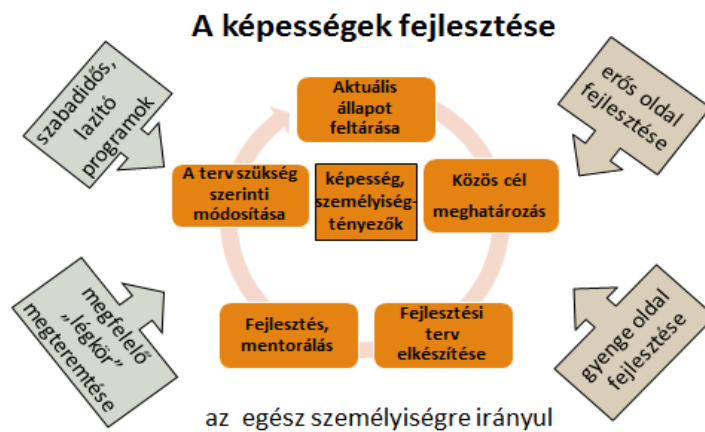 A képességek fejlesztése
szabadidős,
lazító
programok
erős oldal
fejlesztése
Aktuális
állapot
feltárása
A terv szükség
szerinti
módosítása
képesség,
személyiség-
tényezők
Közös cél
meghatározás
Fejlesztés,
mentorálás
Fejlesztési
terv
elkészítése
megfelelő
„légkör”
megteremtése
gyenge oldal
fejlesztése
az egész személyiségre irányul